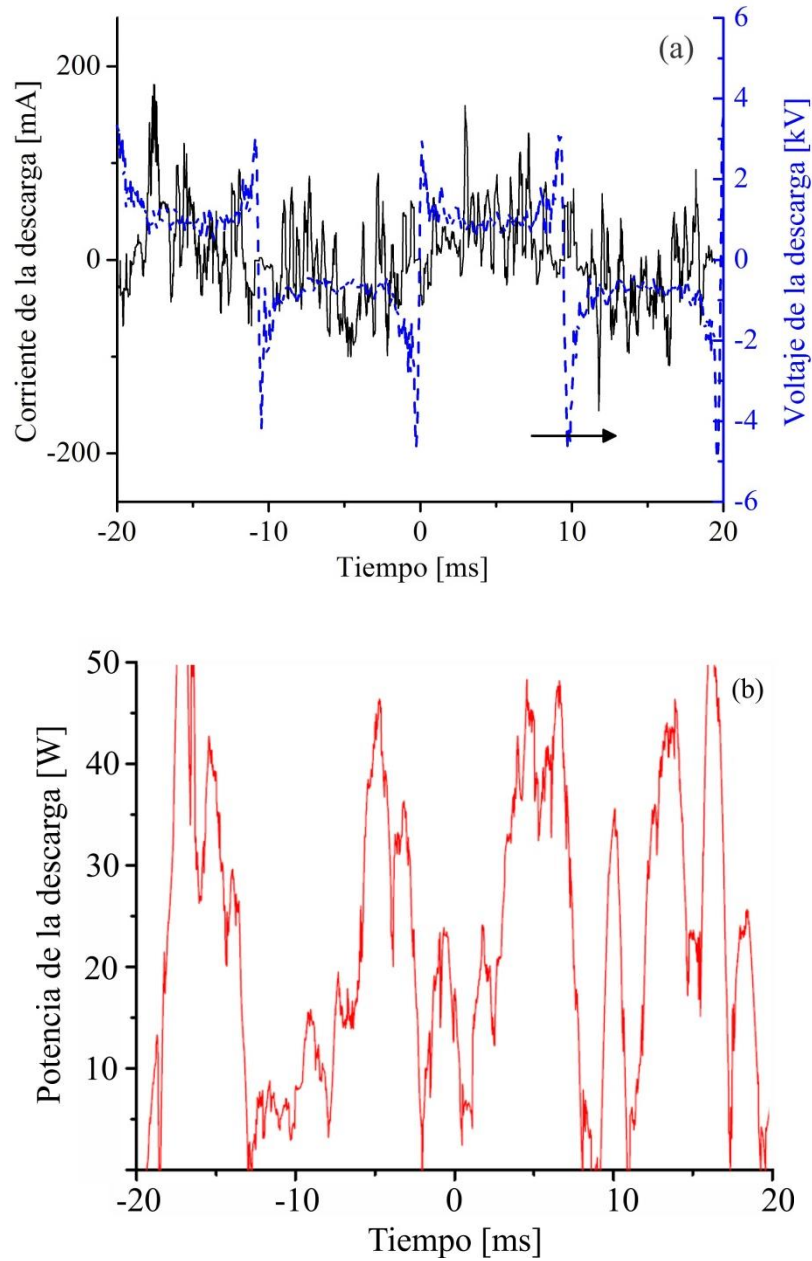 (a)
Corriente de la descarga [mA]
200
0
-200
6
4
2
0
-2
-4
-6
Voltaje de la descarga [kV]
-20 -10 0 10 20
Tiempo [ms]
(b)
Potencia de la descarga [W]
50
40
30
20
10
-20 -10 0 10 20
Tiempo [ms]